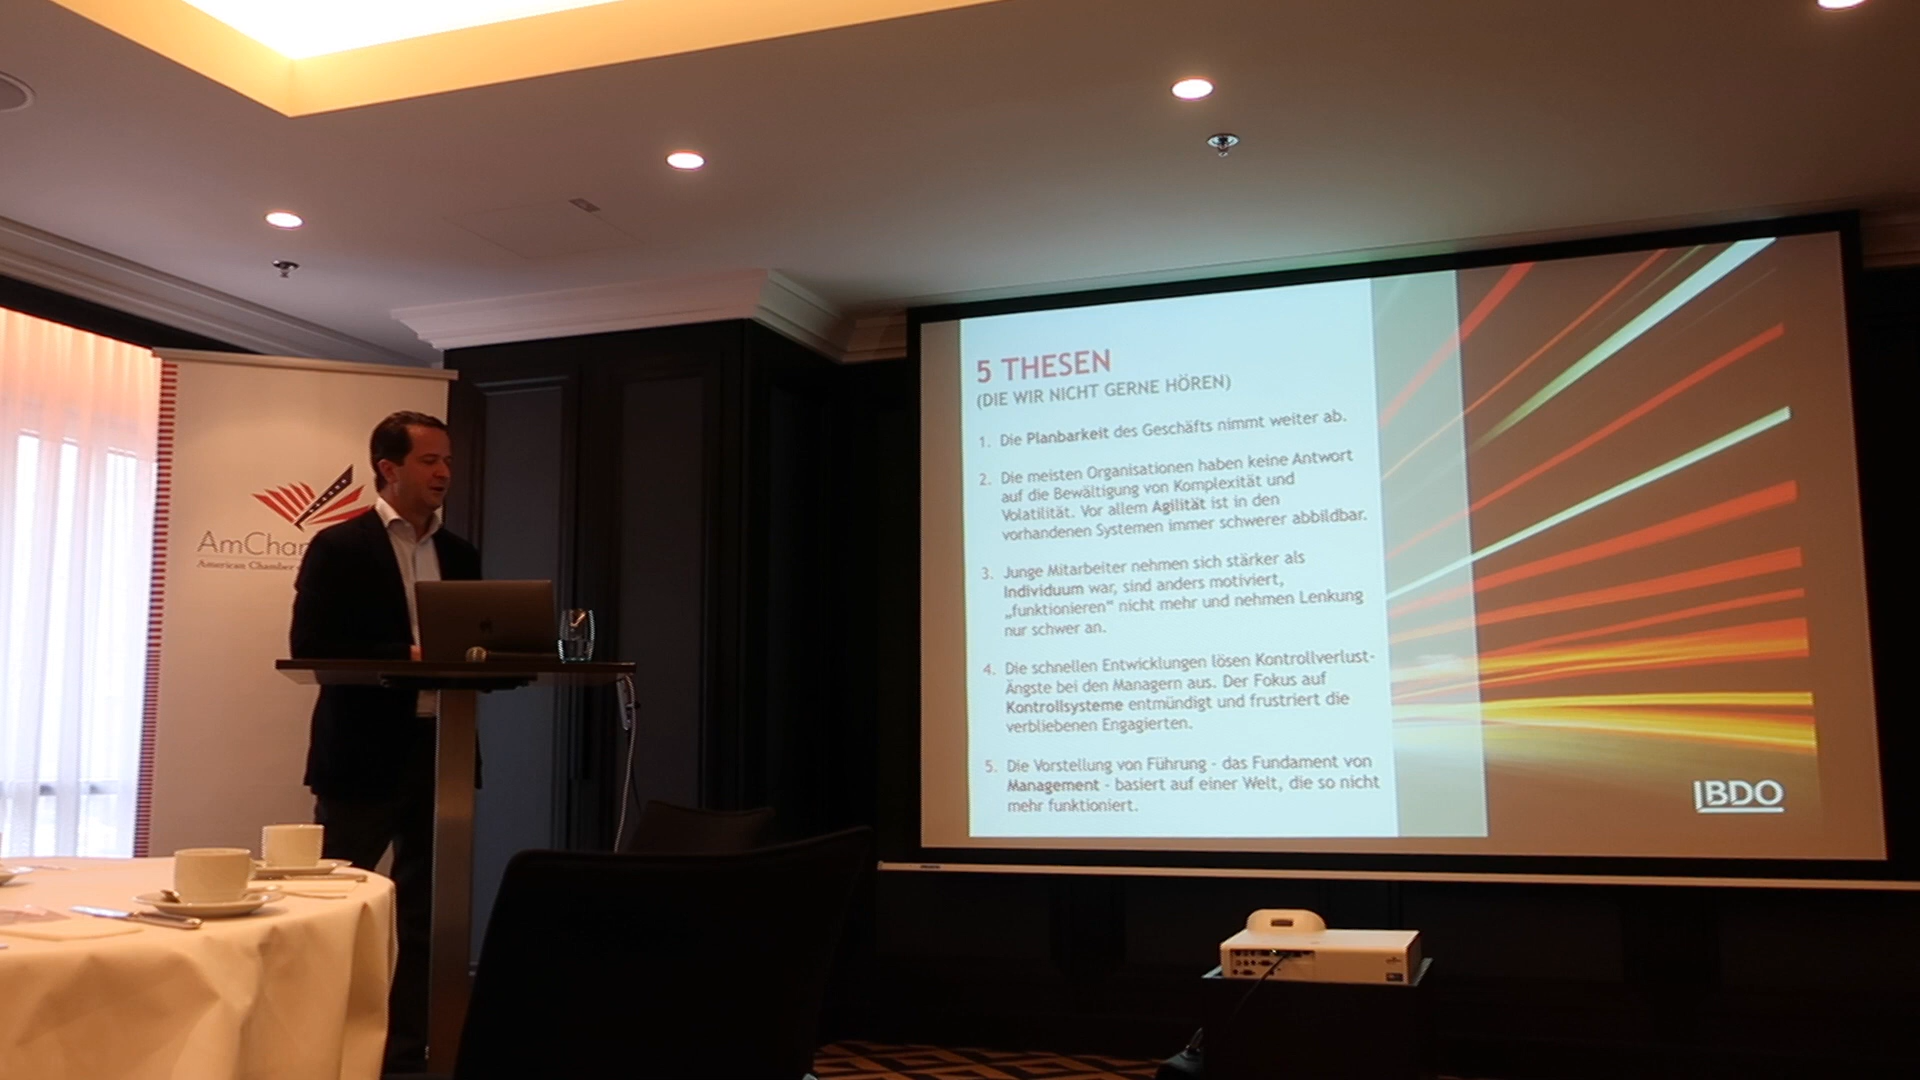 AmCha
American Chamber
5 THESEN
(DIE WIR NICHT GERNE HÖREN)
1. Die Planbarkeit des Geschäfts nimmt weiter ab.
2. Die meisten Organisationen haben keine Antwort
auf die Bewältigung von Komplexität und
Volatilität. Vor allem Agilität ist in den
vorhandenen Systemen immer schwerer abbildbar.
3. Junge Mitarbeiter nehmen sich stärker als
Individuum war, sind anders motiviert,
„funktionieren“ nicht mehr und nehmen Lenkung
nur schwer an.
4. Die schnellen Entwicklungen lösen Kontrollverlust-
Ängste bei den Managern aus. Der Fokus auf
Kontrollsysteme entmündigt und frustriert die
verbliebenen Engagierten.
5. Die Vorstellung von Führung - das Fundament von
Management - basiert auf einer Welt, die so nicht
mehr funktioniert.
BDO